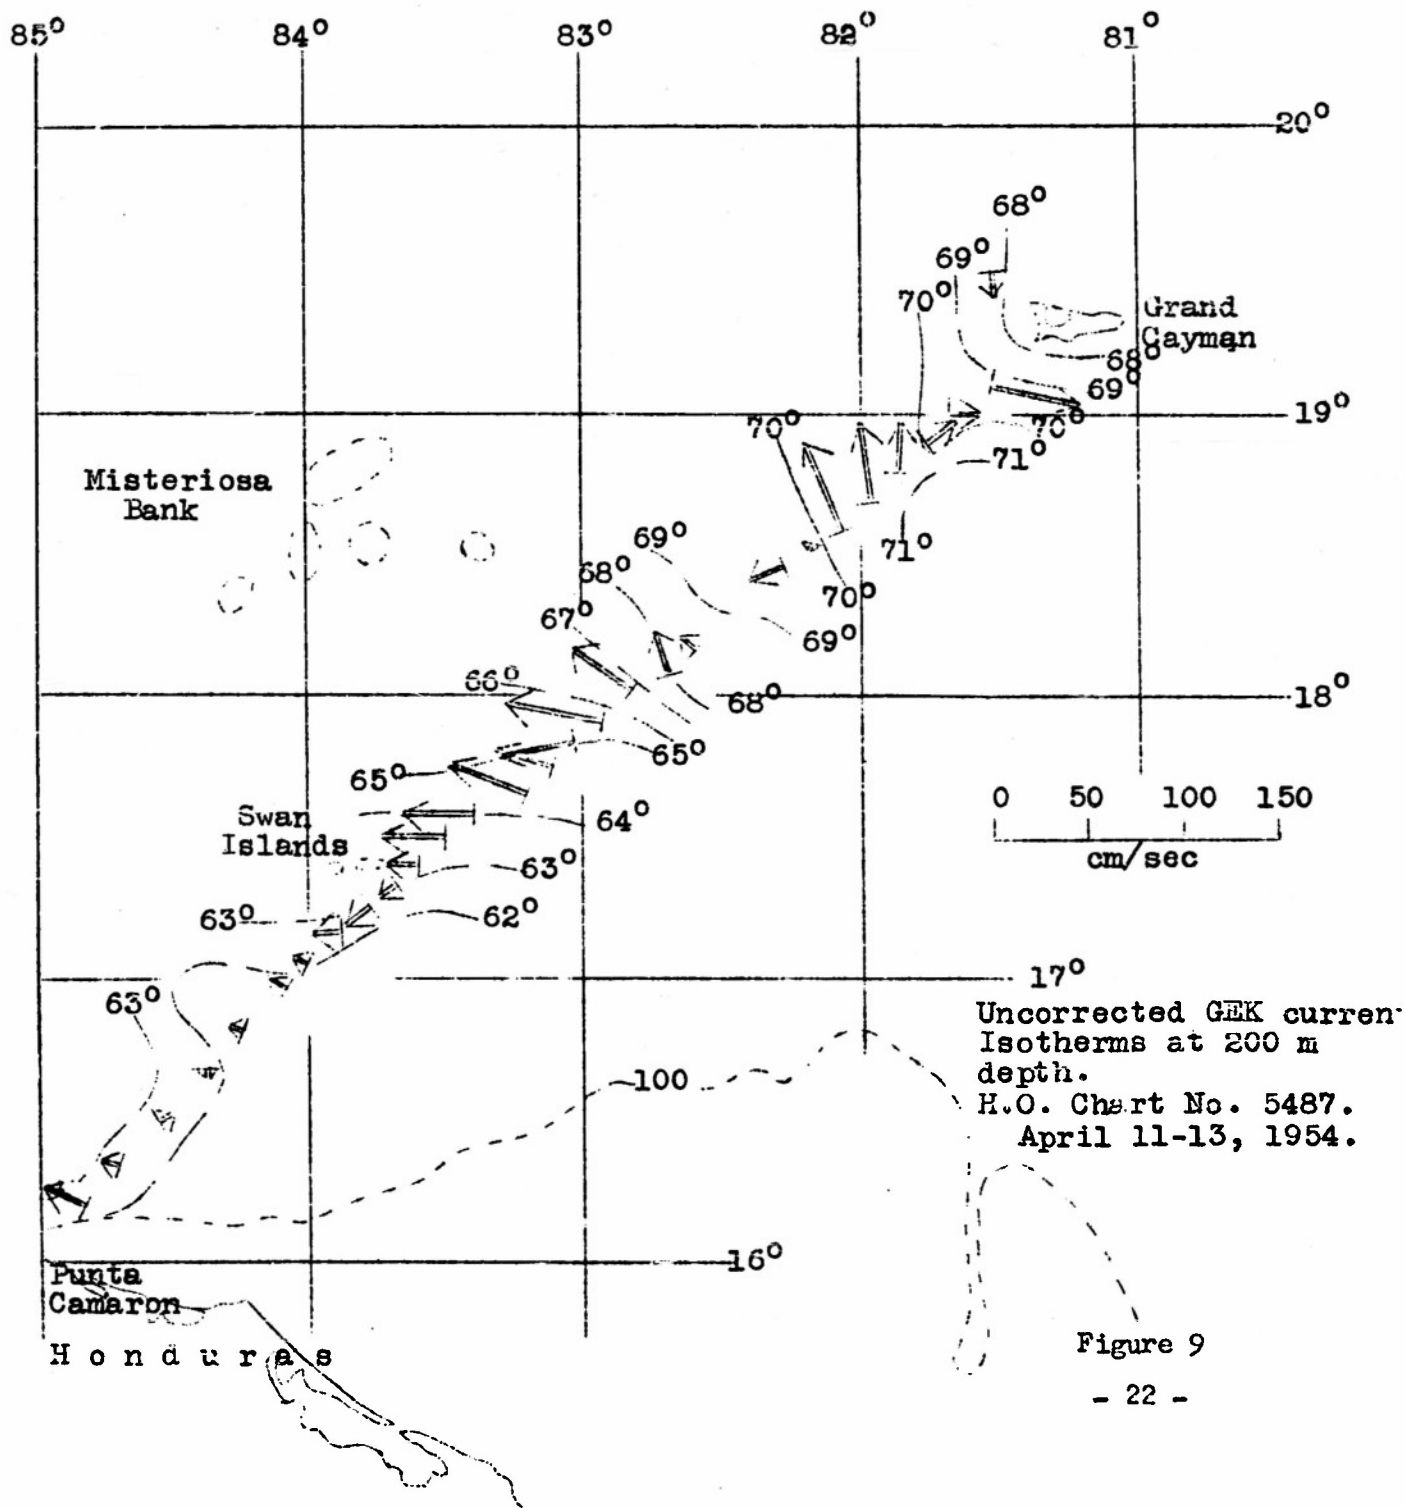 85° 84° 83° 82° 81°
20°
68°
69°
70°
Grand
Cayman
68°
69°
19°
70°
70°
71°
Misteriosa
Bank
69°
71°
68°
70°
67°
69°
66°
18°
68°
65°
65°
0 50 100 150
cm/sec
Swan
Islands
64°
63°
63°
62°
17°
63°
Uncorrected GEK curren
Isotherms at 200 m
depth.
H.O. Chart No. 5487.
April 11-13, 1954.
100
16°
Punta
Camaron
Honduras
Figure 9
- 22 -